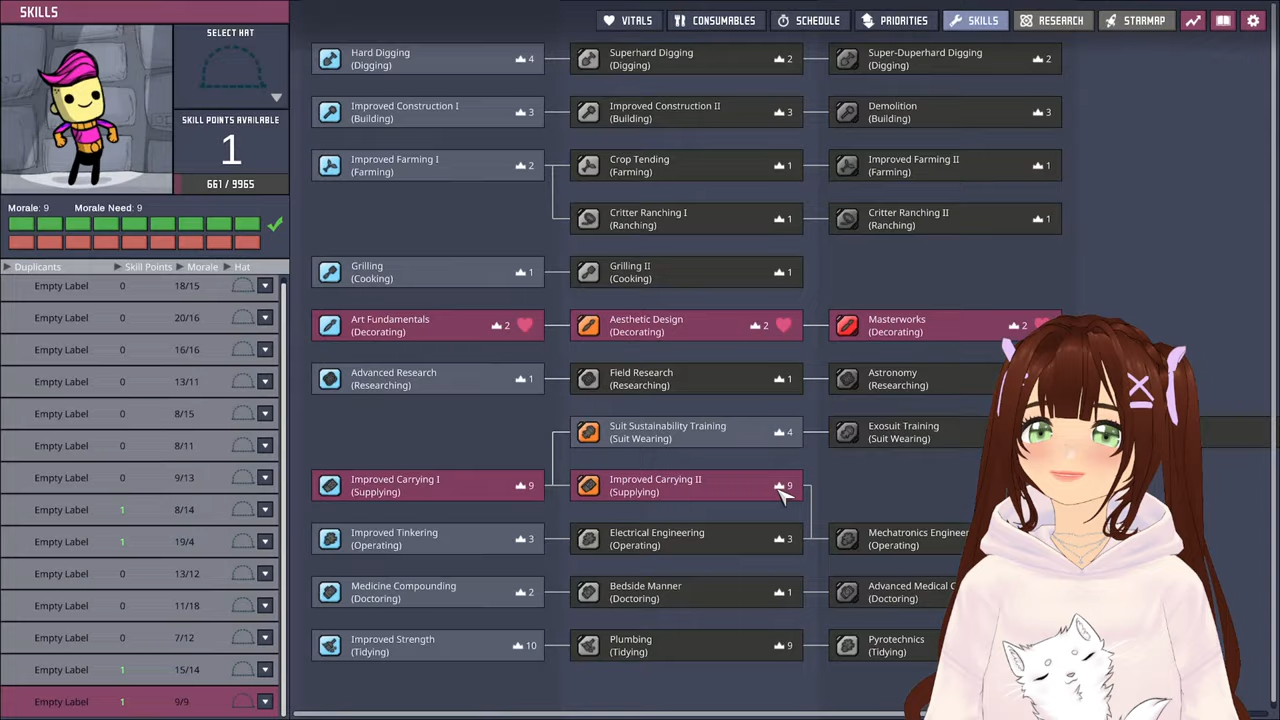 SKILLS
VITALS
CONSUMABLES
SCHEDULE
PRIORITIES
SKILLS
RESEARCH
STARMAP
SELECT HAT
SKILL POINTS AVAILABLE
1
661 / 9965
Morale: 9
Morale Need: 9
Duplicants
Skill Points
Morale
Hat
Empty Label 0 18/15
Empty Label 0 20/16
Empty Label 0 16/16
Empty Label 0 13/11
Empty Label 0 8/15
Empty Label 0 8/11
Empty Label 0 9/13
Empty Label 1 8/14
Empty Label 1 19/4
Empty Label 0 13/12
Empty Label 0 11/18
Empty Label 0 7/12
Empty Label 1 15/14
Empty Label 1 9/9
Hard Digging
(Digging)
4
Superhard Digging
(Digging)
2
Super-Duperhard Digging
(Digging)
2
Improved Construction I
(Building)
3
Improved Construction II
(Building)
3
Demolition
(Building)
3
Improved Farming I
(Farming)
2
Crop Tending
(Farming)
1
Improved Farming II
(Farming)
1
Critter Ranching I
(Ranching)
1
Critter Ranching II
(Ranching)
1
Grilling
(Cooking)
1
Grilling II
(Cooking)
1
Art Fundamentals
(Decorating)
2
Aesthetic Design
(Decorating)
2
Masterworks
(Decorating)
2
Advanced Research
(Researching)
1
Field Research
(Researching)
1
Astronomy
(Researching)
Suit Sustainability Training
(Suit Wearing)
4
Exosuit Training
(Suit Wearing)
Improved Carrying I
(Supplying)
9
Improved Carrying II
(Supplying)
9
Improved Tinkering
(Operating)
3
Electrical Engineering
(Operating)
3
Mechatronics Enginee
(Operating)
Medicine Compounding
(Doctoring)
2
Bedside Manner
(Doctoring)
1
Advanced Medical C
(Doctoring)
Improved Strength
(Tidying)
10
Plumbing
(Tidying)
9
Pyrotechnics
(Tidying)